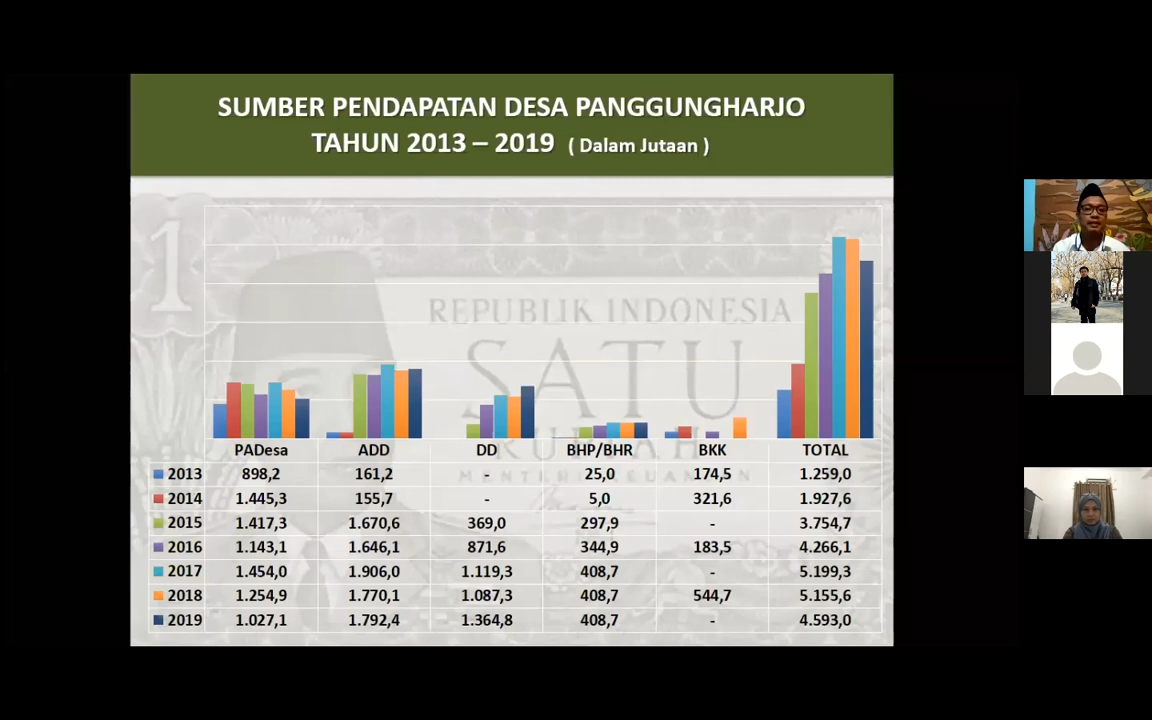 SUMBER PENDAPATAN DESA PANGGUNGHARJO
TAHUN 2013 – 2019 ( Dalam Jutaan )
1
REPUBLIK INDONESIA
SATU
RUPIAH
MENTERI KEUANGAN
PADesa ADD DD BHP/BHR BKK TOTAL
2013 898,2 161,2 - 25,0 174,5 1.259,0
2014 1.445,3 155,7 - 5,0 321,6 1.927,6
2015 1.417,3 1.670,6 369,0 297,9 - 3.754,7
2016 1.143,1 1.646,1 871,6 344,9 183,5 4.266,1
2017 1.454,0 1.906,0 1.119,3 408,7 - 5.199,3
2018 1.254,9 1.770,1 1.087,3 408,7 544,7 5.155,6
2019 1.027,1 1.792,4 1.364,8 408,7 - 4.593,0